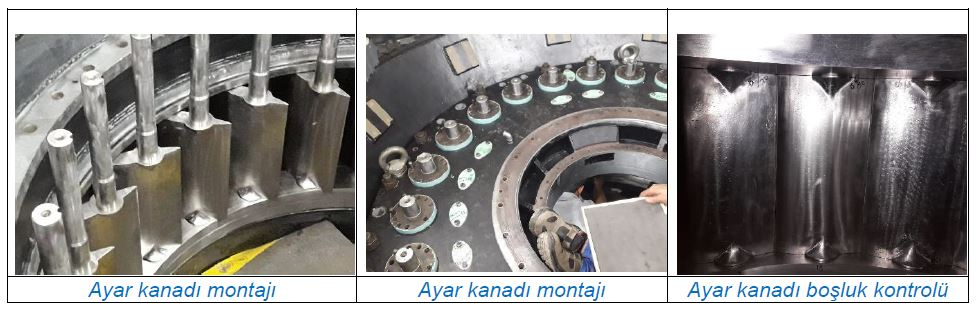 Ayar kanadı montajı
Ayar kanadı montajı
Ayar kanadı boşluk kontrolü